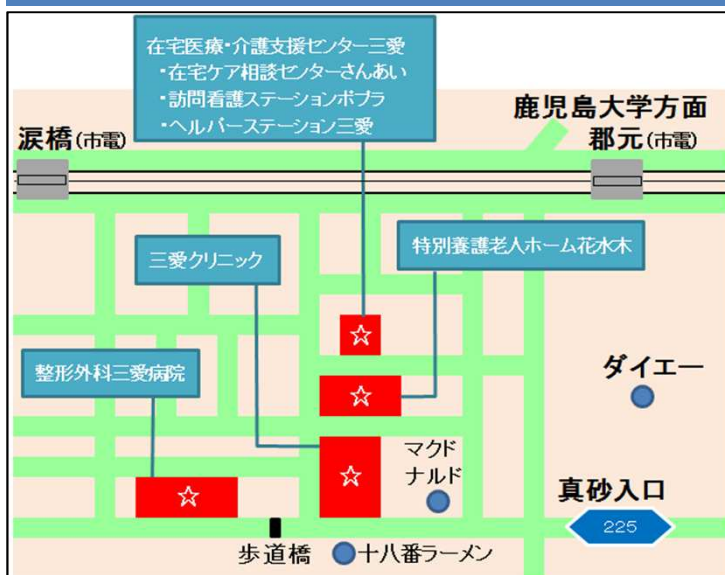 在宅医療・介護支援センター三愛
・在宅ケア相談センターさんあい
・訪問看護ステーションポプラ
・ヘルパーステーション三愛
鹿児島大学方面
涙橋(市電)
郡元(市電)
特別養護老人ホーム花水木
三愛クリニック
整形外科三愛病院
ダイエー
マクド
ナルド
真砂入口
225
歩道橋
十八番ラーメン